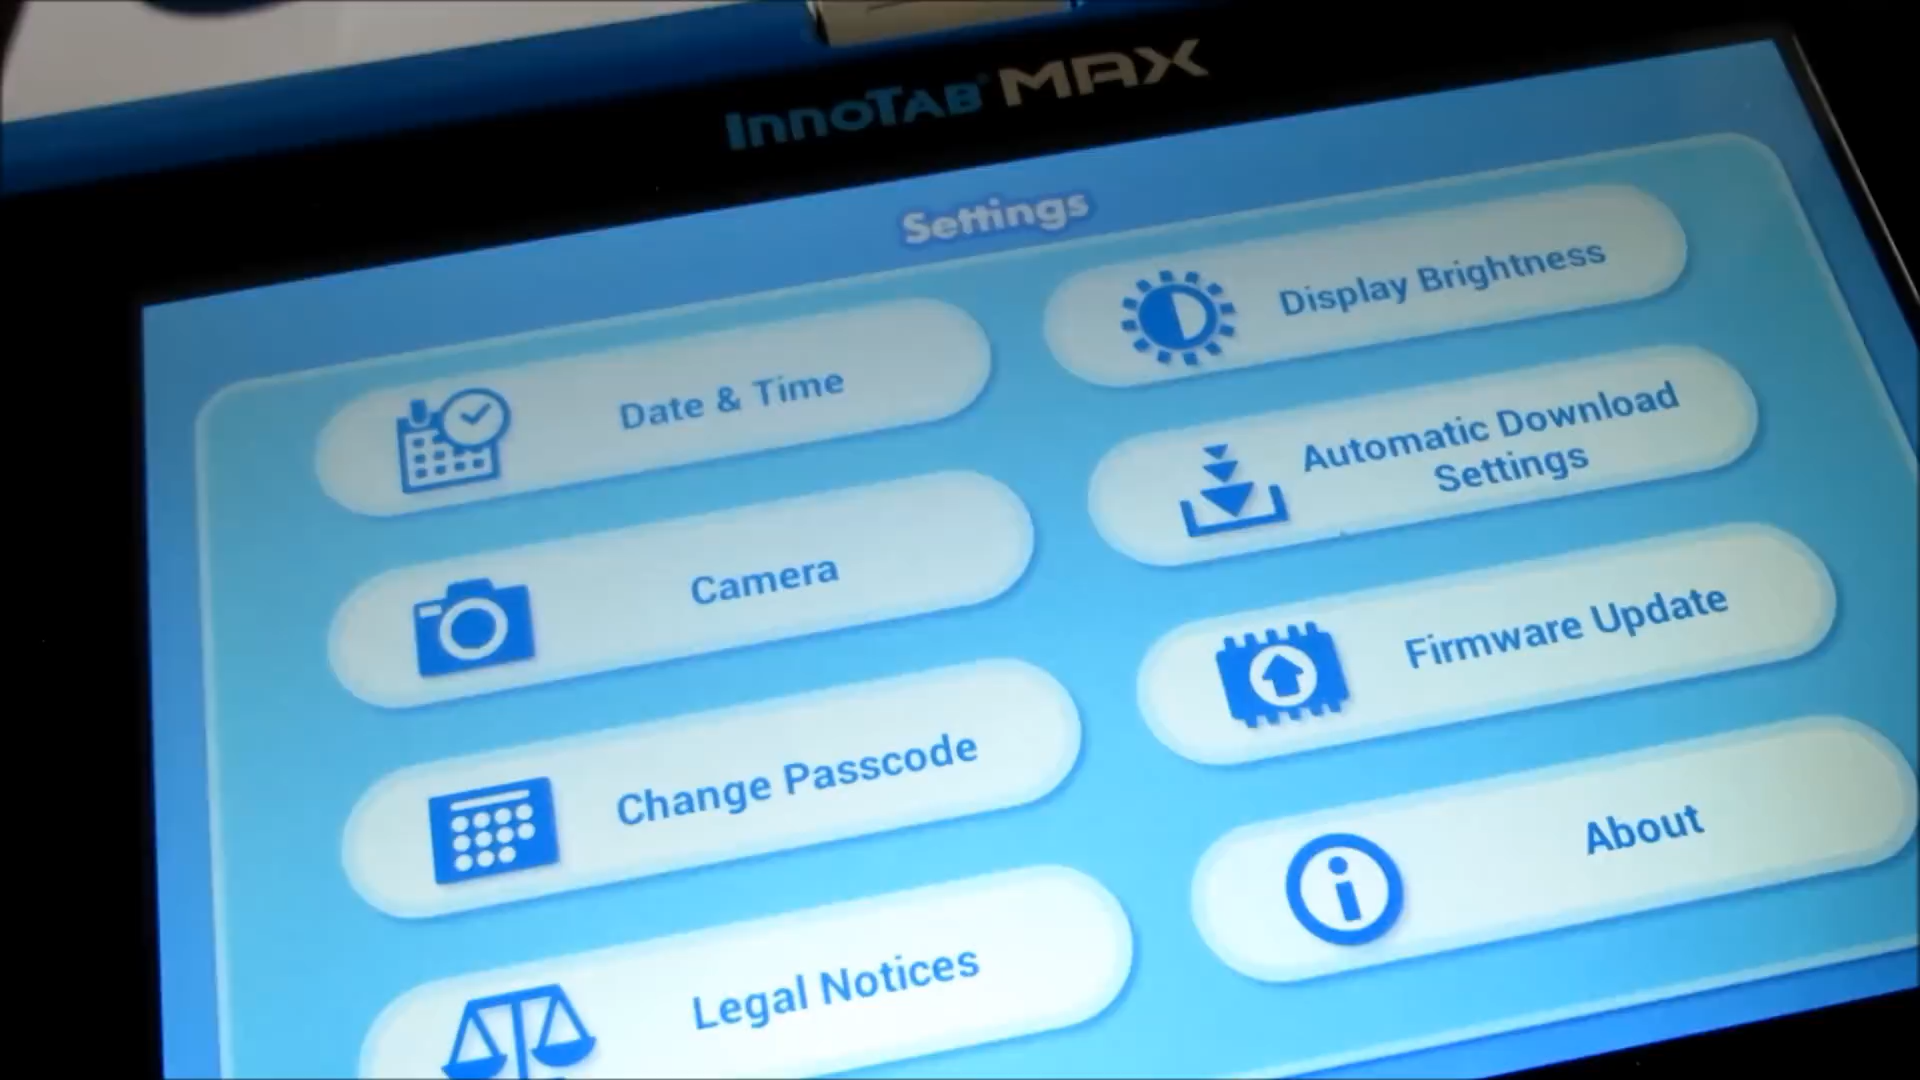 InnoTab MAX
Settings
Date & Time
Display Brightness
Camera
Automatic Download
Settings
Change Passcode
Firmware Update
Legal Notices
About